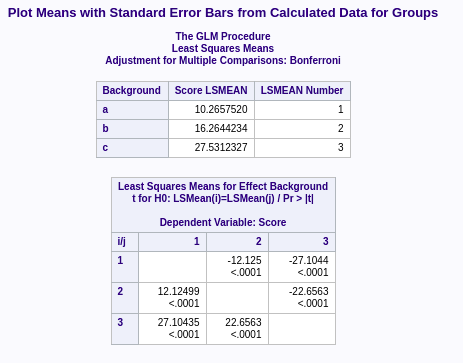 Plot Means with Standard Error Bars from Calculated Data for Groups
The GLM Procedure
Least Squares Means
Adjustment for Multiple Comparisons: Bonferroni
Background Score LSMEAN LSMEAN Number
a 10.2657520 1
b 16.2644234 2
c 27.5312327 3
Least Squares Means for Effect Background
t for H0: LSMean(i)=LSMean(j) / Pr > |t|
Dependent Variable: Score
i/j 1 2 3
1 -12.125 -27.1044
<.0001 <.0001
2 12.12499 -22.6563
<.0001 <.0001
3 27.10435 22.6563
<.0001 <.0001